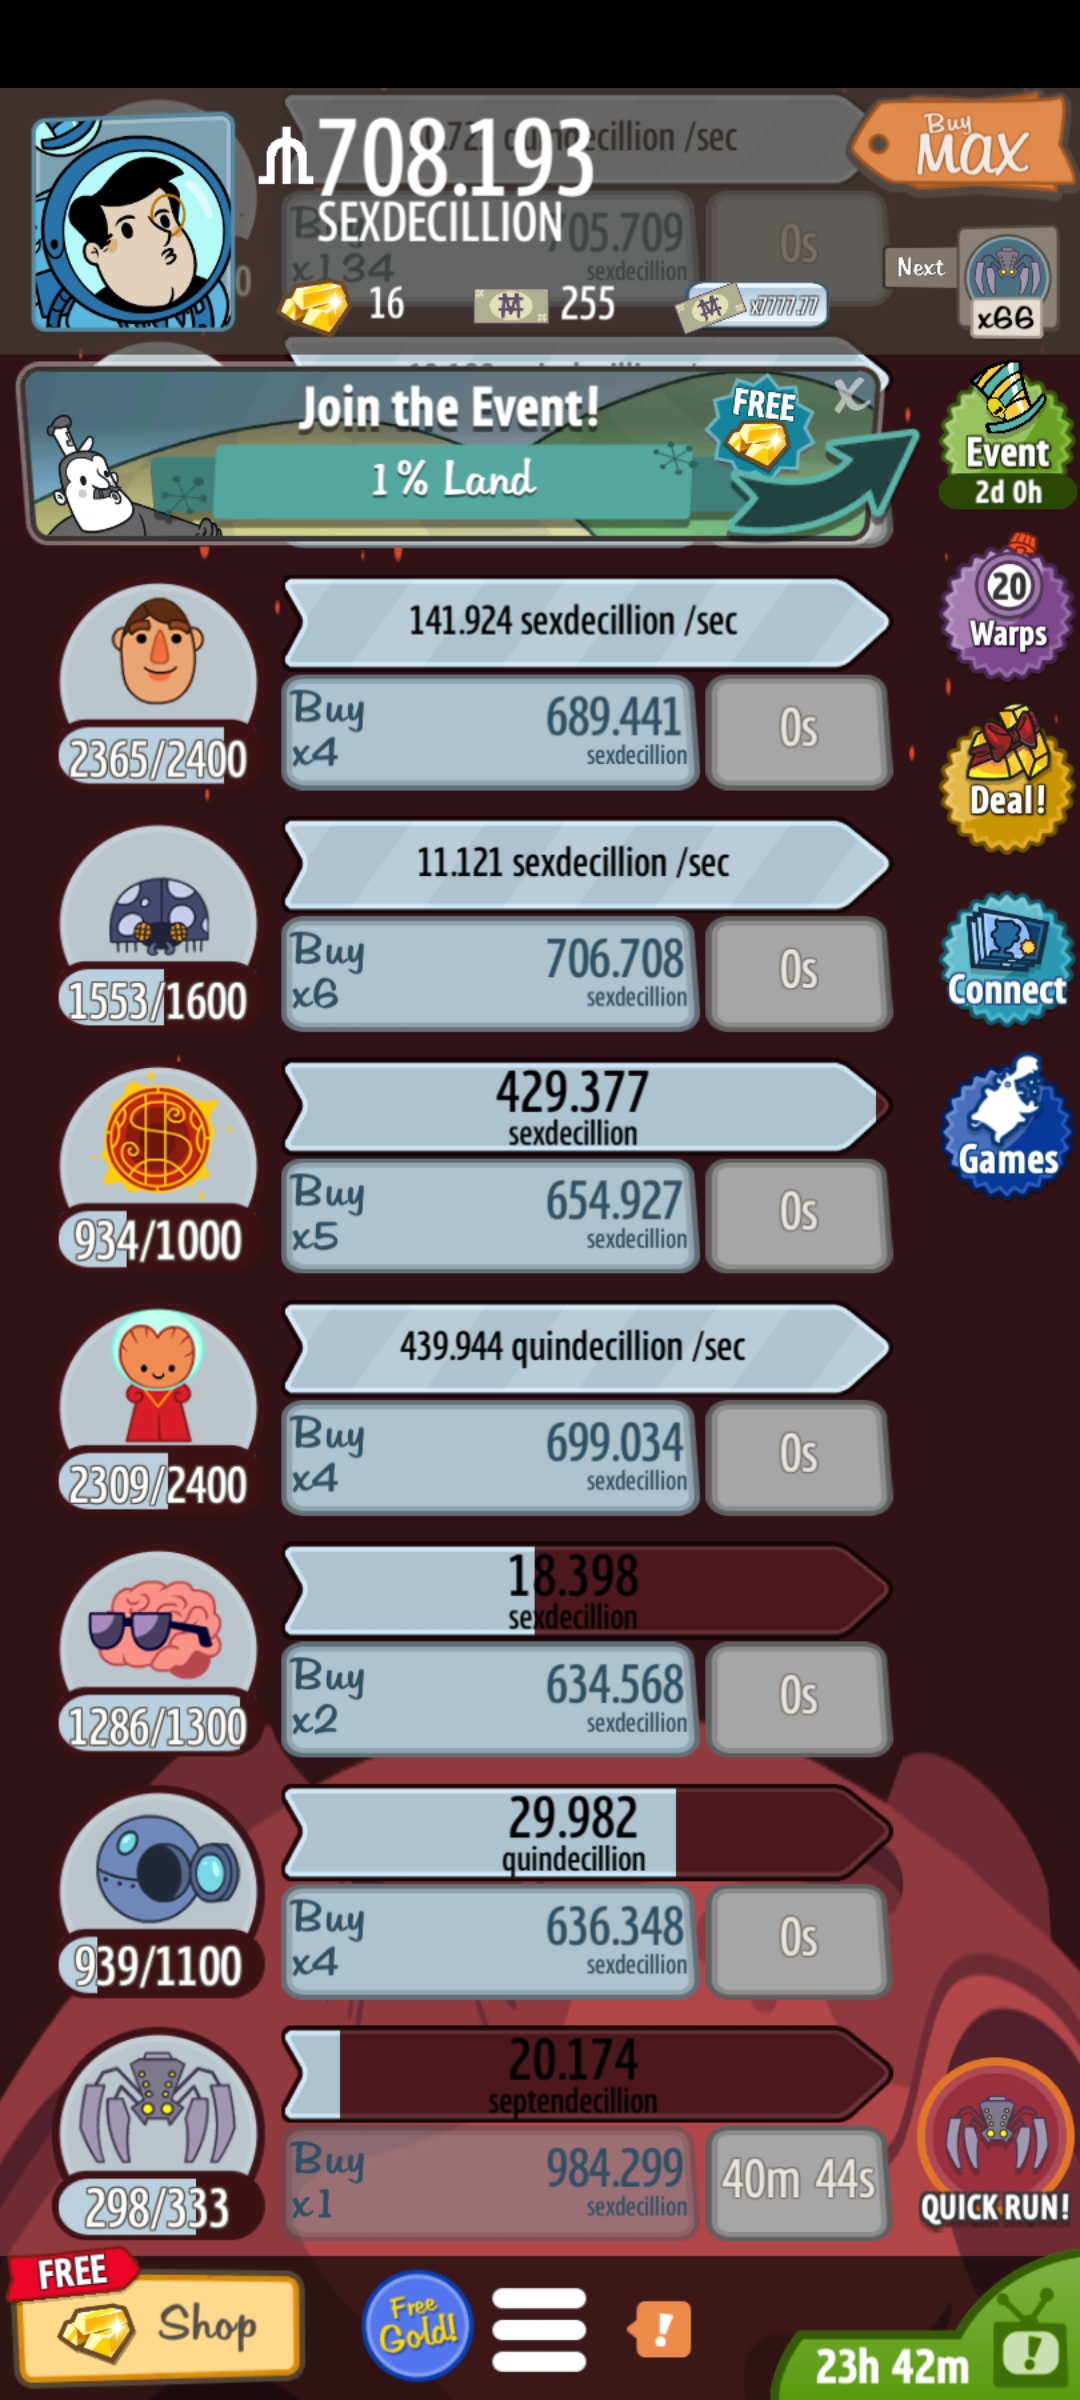 708.193
SEXDECILLION
Buy
MAX
16
255
x7777.77
Next
x66
/sec
x134
705.709
sexdecillion
0s
Join the Event!
1% Land
FREE
X
Event
2d 0h
141.924 sexdecillion /sec
Buy
x4
689.441
sexdecillion
0s
2365/2400
20
Warps
Deal!
11.121 sexdecillion /sec
Buy
x6
706.708
sexdecillion
0s
1553/1600
Connect
429.377
sexdecillion
Buy
x5
654.927
sexdecillion
0s
934/1000
Games
439.944 quindecillion /sec
Buy
x4
699.034
sexdecillion
0s
2309/2400
18.398
sexdecillion
Buy
x2
634.568
sexdecillion
0s
1286/1300
29.982
quindecillion
Buy
x4
636.348
sexdecillion
0s
939/1100
20.174
septendecillion
Buy
x1
984.299
sexdecillion
40m 44s
298/333
QUICK RUN!
FREE
Shop
Free
Gold!
!
23h 42m
!